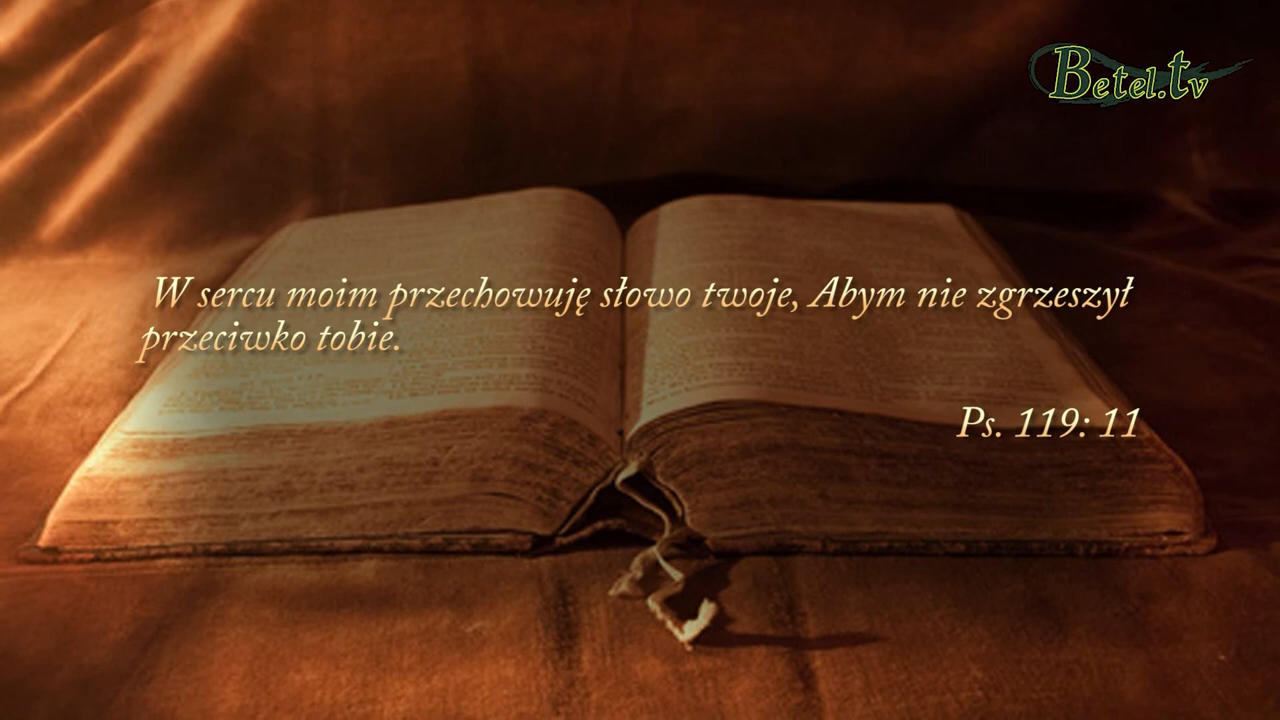 Betel.tv
W sercu moim przechowuję słowo twoje, Abym nie zgrzeszył
przeciwko tobie.
Ps. 119: 11